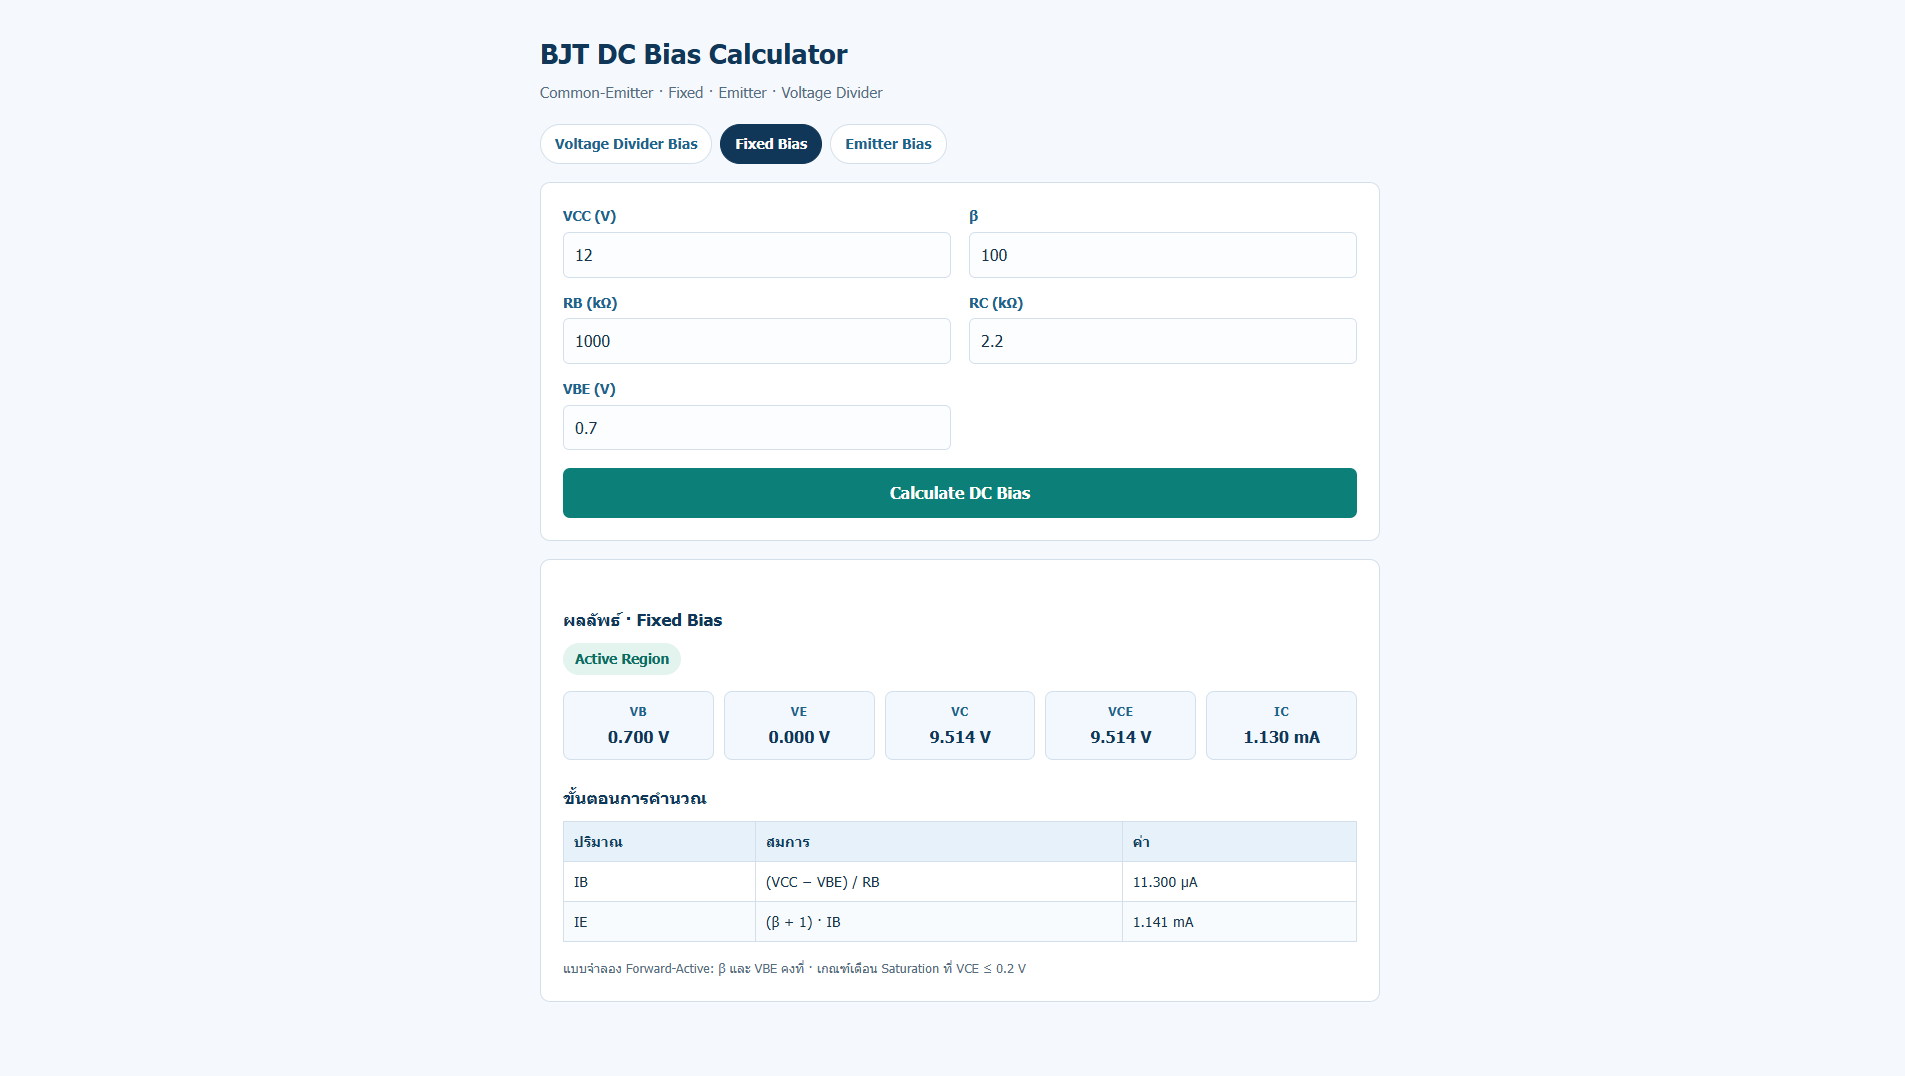 BJT DC Bias Calculator
Common-Emitter · Fixed · Emitter · Voltage Divider
Voltage Divider Bias Fixed Bias Emitter Bias
VCC (V) β
12 100
RB (kΩ) RC (kΩ)
1000 2.2
VBE (V)
0.7
Calculate DC Bias
ผลลัพธ์ · Fixed Bias
Active Region
VB VE VC VCE IC
0.700 V 0.000 V 9.514 V 9.514 V 1.130 mA
ขั้นตอนการคำนวณ
ปริมาณ สมการ ค่า
IB (VCC − VBE) / RB 11.300 μA
IE (β + 1) · IB 1.141 mA
แบบจำลอง Forward-Active: β และ VBE คงที่ · เกณฑ์เตือน Saturation ที่ VCE ≤ 0.2 V